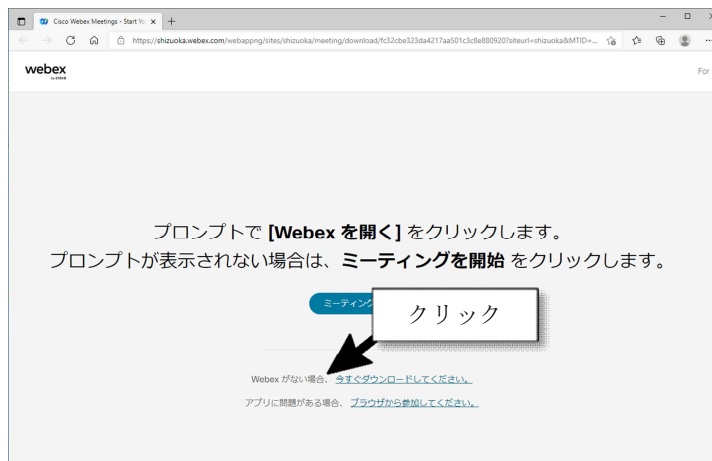 Cisco Webex Meetings - Start Yo
https://shizuoka.webex.com/webappng/sites/shizuoka/meeting/download/fc32cbe323da4217aa501c3c8e880920?siteurl=shizuoka&MTID=...
webex
by CISCO
For
プロンプトで [Webex を開く] をクリックします。
プロンプトが表示されない場合は、ミーティングを開始 をクリックします。
ミーティング
クリック
Webex がない場合、 今すぐダウンロードしてください。
アプリに問題がある場合、 ブラウザから参加してください。